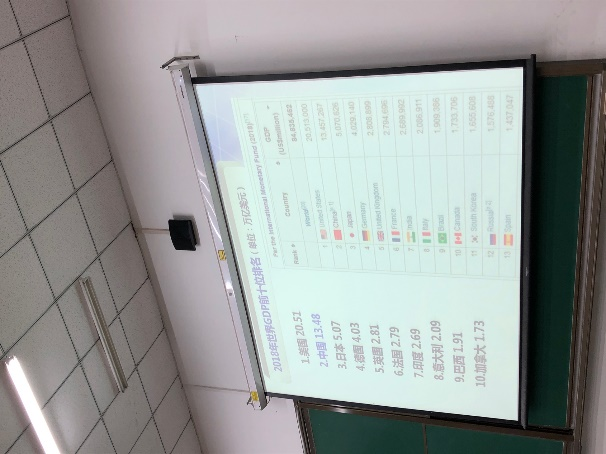 2018年世界GDP前十位排名（单位：万亿美元）
1.美国 20.51
2.中国 13.48
3.日本 5.07
4.德国 4.03
5.英国 2.81
6.法国 2.79
7.印度 2.69
8.意大利 2.09
9.巴西 1.91
10.加拿大 1.73
Per the International Monetary Fund (2018)
Rank Country GDP (US$million)
World
1 United States 20,513,000
2 China 13,457,267
3 Japan 5,070,626
4 Germany 4,029,140
5 United Kingdom 2,808,899
6 France 2,794,696
7 India 2,689,992
8 Italy 2,086,911
9 Brazil 1,909,386
10 Canada 1,733,706
11 South Korea 1,655,608
12 Russia
13 Spain 1,437,047